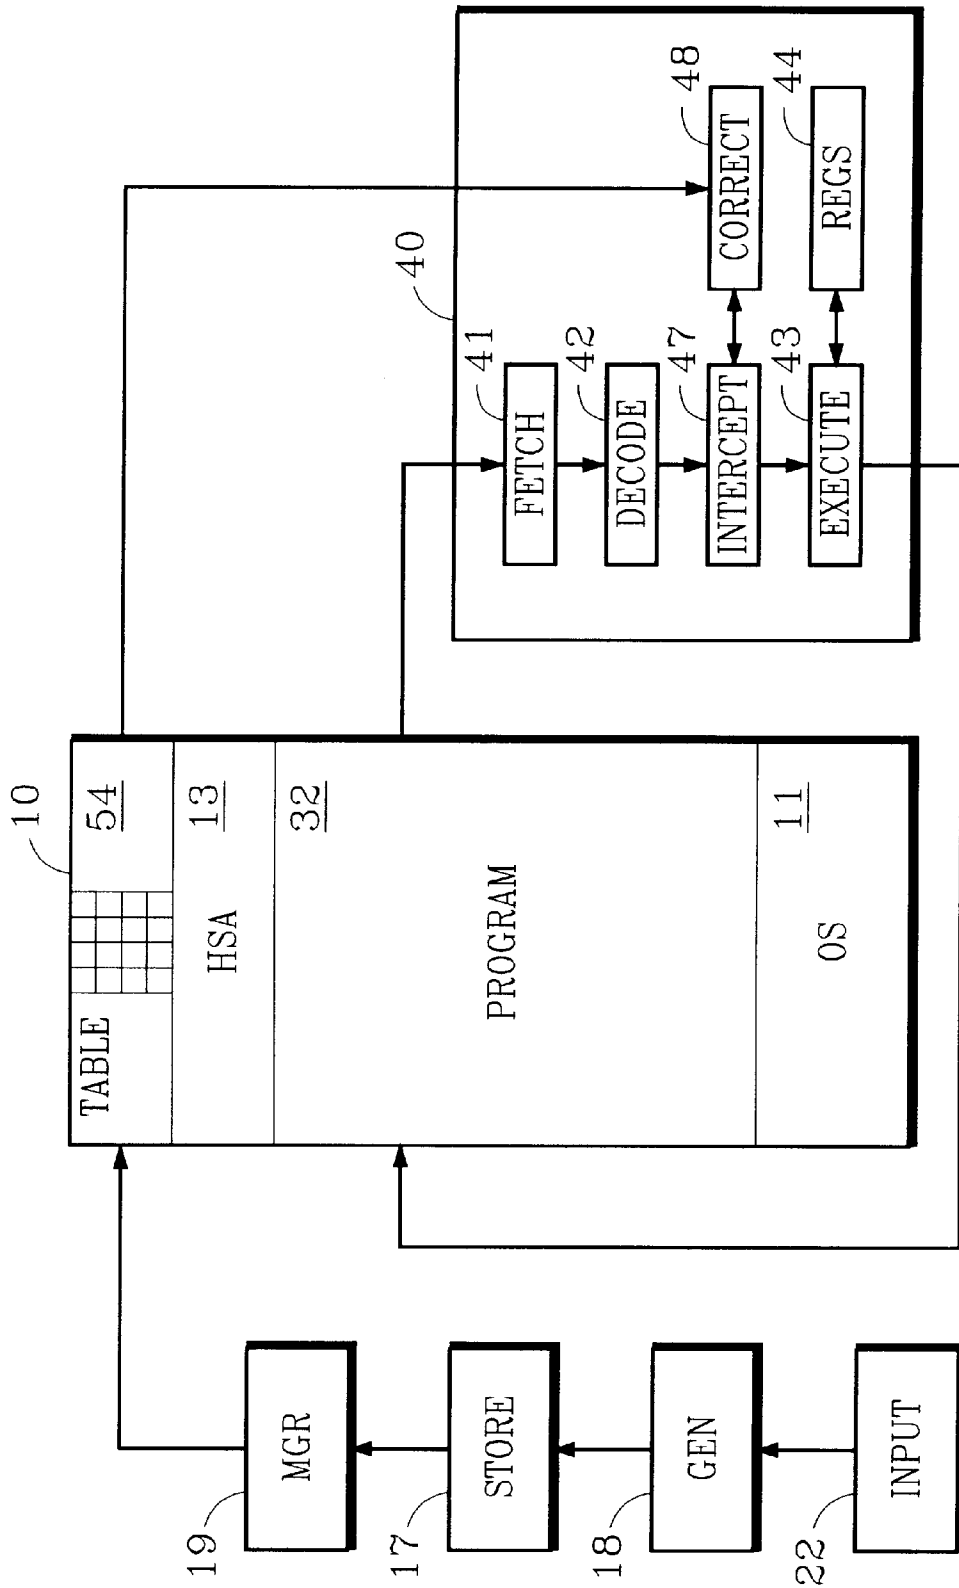 10
TABLE
54
HSA
13
PROGRAM
32
OS
11
MGR
19
STORE
17
GEN
18
INPUT
22
40
FETCH
41
DECODE
42
INTERCEPT
47
CORRECT
48
EXECUTE
43
REGS
44